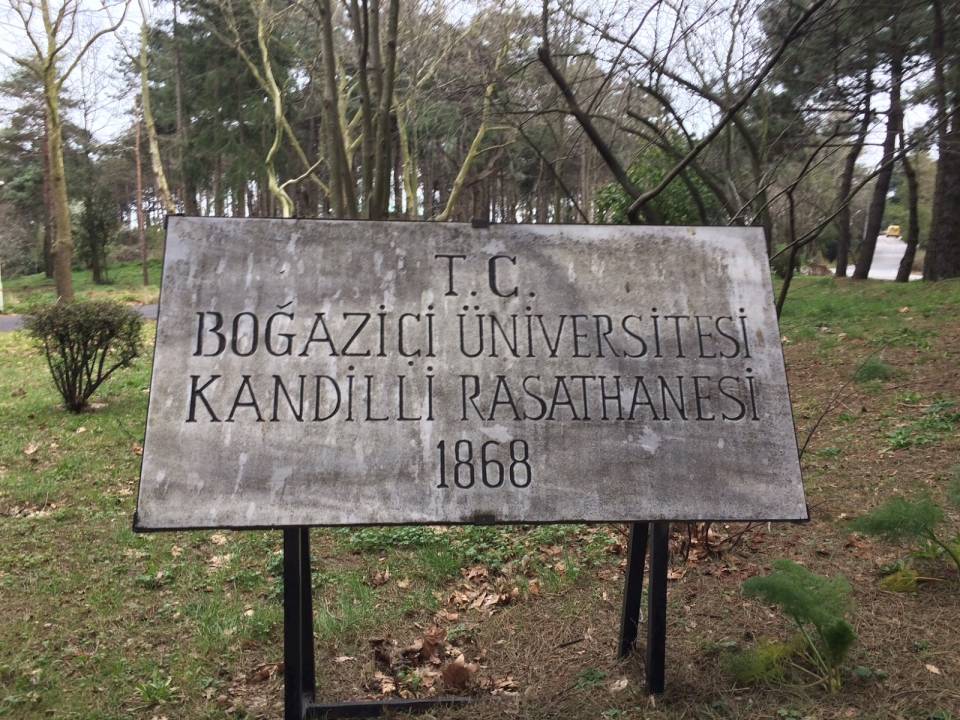 T.C.
BOĞAZİÇİ ÜNİVERSİTESİ
KANDİLLİ RASATHANESİ
1868